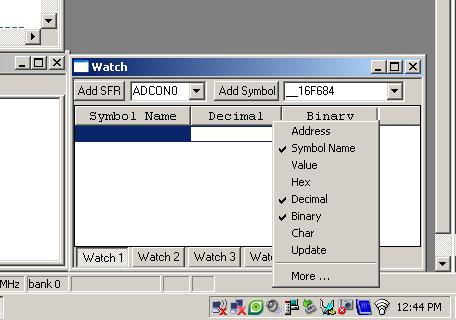 Watch
Add SFR ADCON0 Add Symbol __16F684
Symbol Name Decimal Binary
Address
Symbol Name
Value
Hex
Decimal
Binary
Char
Update
More ...
Watch 1 Watch 2 Watch 3
MHz bank 0
12:44 PM